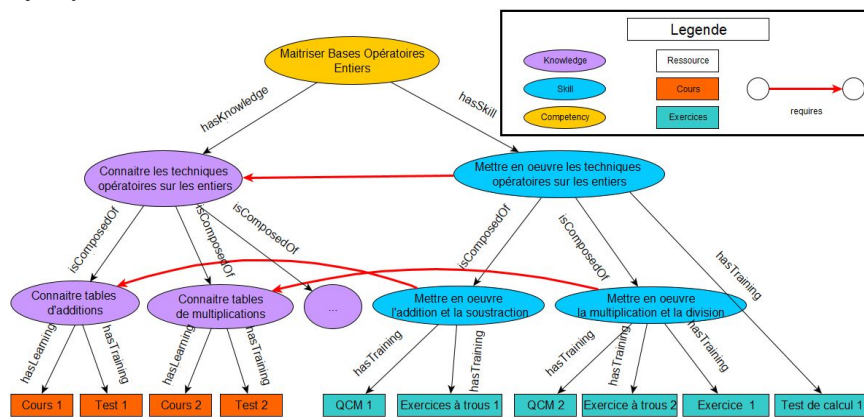 Legende
Knowledge
Ressource
Skill
Cours
Competency
Exercices
requires
Maitriser Bases Opératoires
Entiers
hasKnowledge
hasSkill
Connaitre les techniques
opératoires sur les entiers
Mettre en oeuvre les techniques
opératoires sur les entiers
isComposedOf
isComposedOf
isComposedOf
isComposedOf
isComposedOf
hasTraining
Connaitre tables
d'additions
Connaitre tables
de multiplications
...
Mettre en oeuvre
l'addition et la soustraction
Mettre en oeuvre
la multiplication et la division
hasLearning
hasTraining
hasLearning
hasTraining
hasTraining
hasTraining
hasTraining
hasTraining
hasTraining
Cours 1
Test 1
Cours 2
Test 2
QCM 1
Exercices à trous 1
QCM 2
Exercice à trous 2
Exercice 1
Test de calcul 1